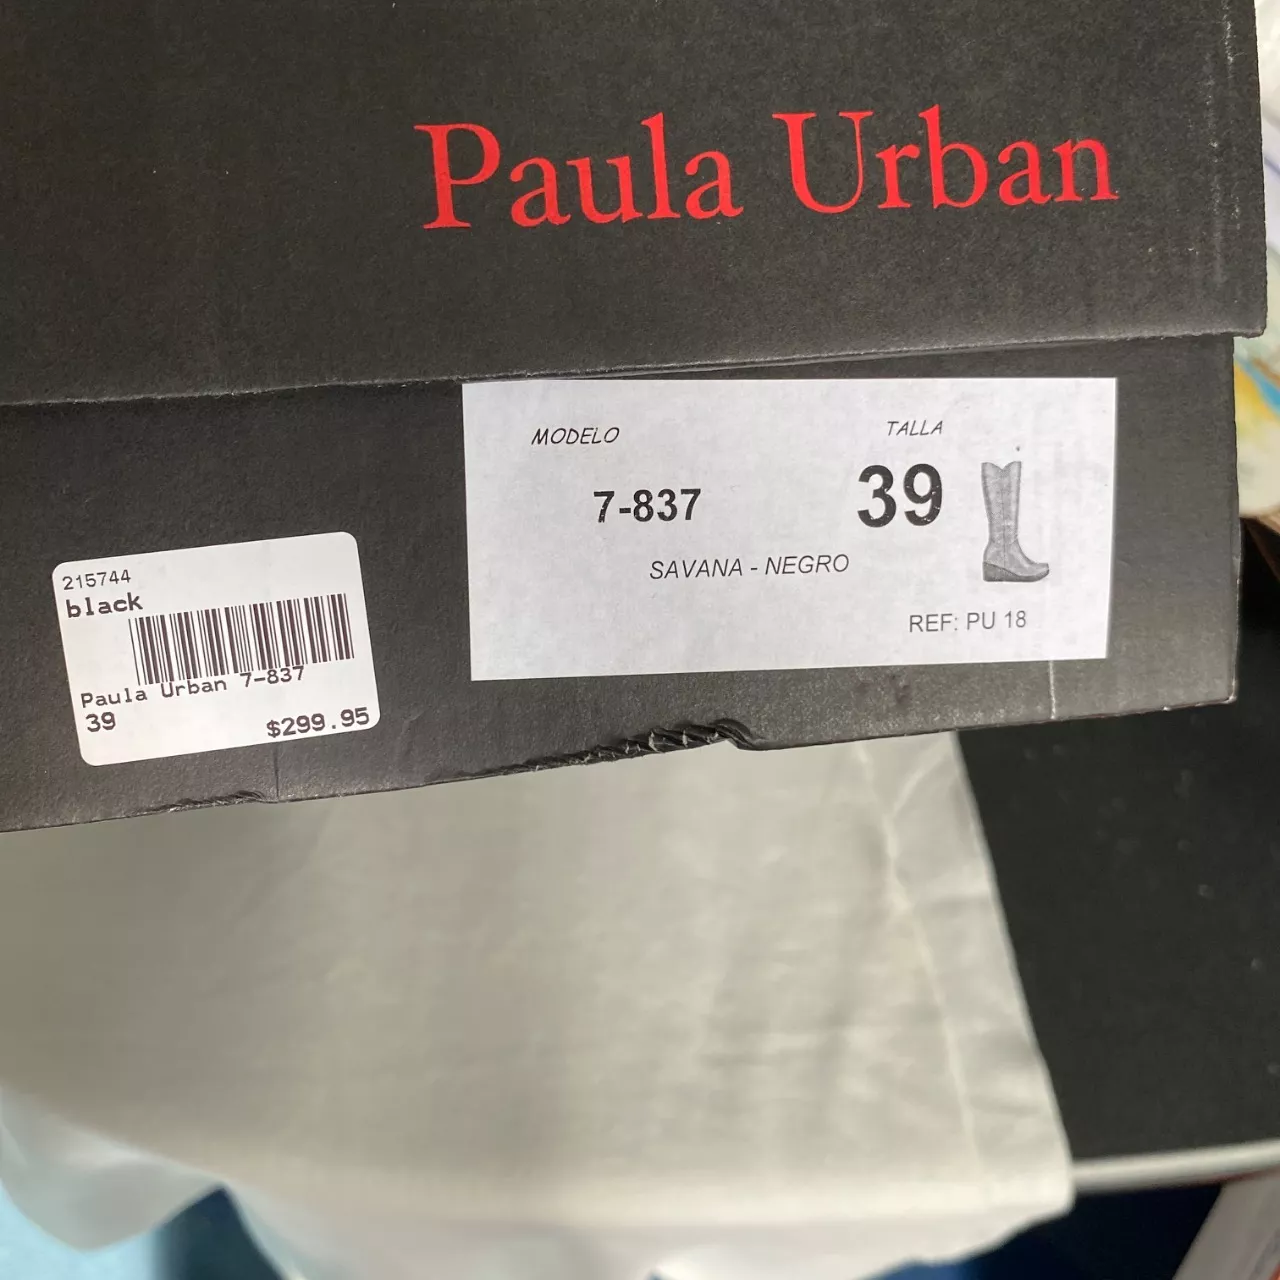 Paula Urban
MODELO
TALLA
7-837
39
SAVANA - NEGRO
REF: PU 18
215744
black
Paula Urban 7-837
39
$299.95